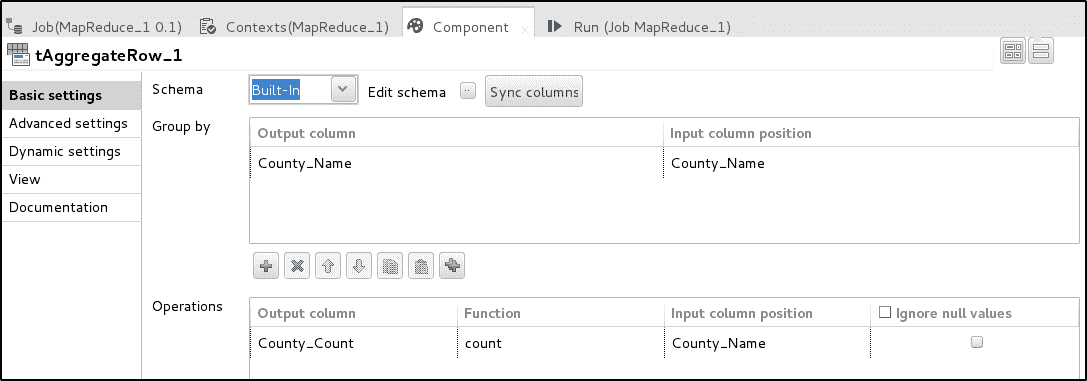 Job(MapReduce_1 0.1) Contexts(MapReduce_1) Component Run (Job MapReduce_1)
tAggregateRow_1
Basic settings
Advanced settings
Dynamic settings
View
Documentation
Schema Built-In Edit schema Sync columns
Group by
Output column Input column position
County_Name County_Name
Operations
Output column Function Input column position Ignore null values
County_Count count County_Name